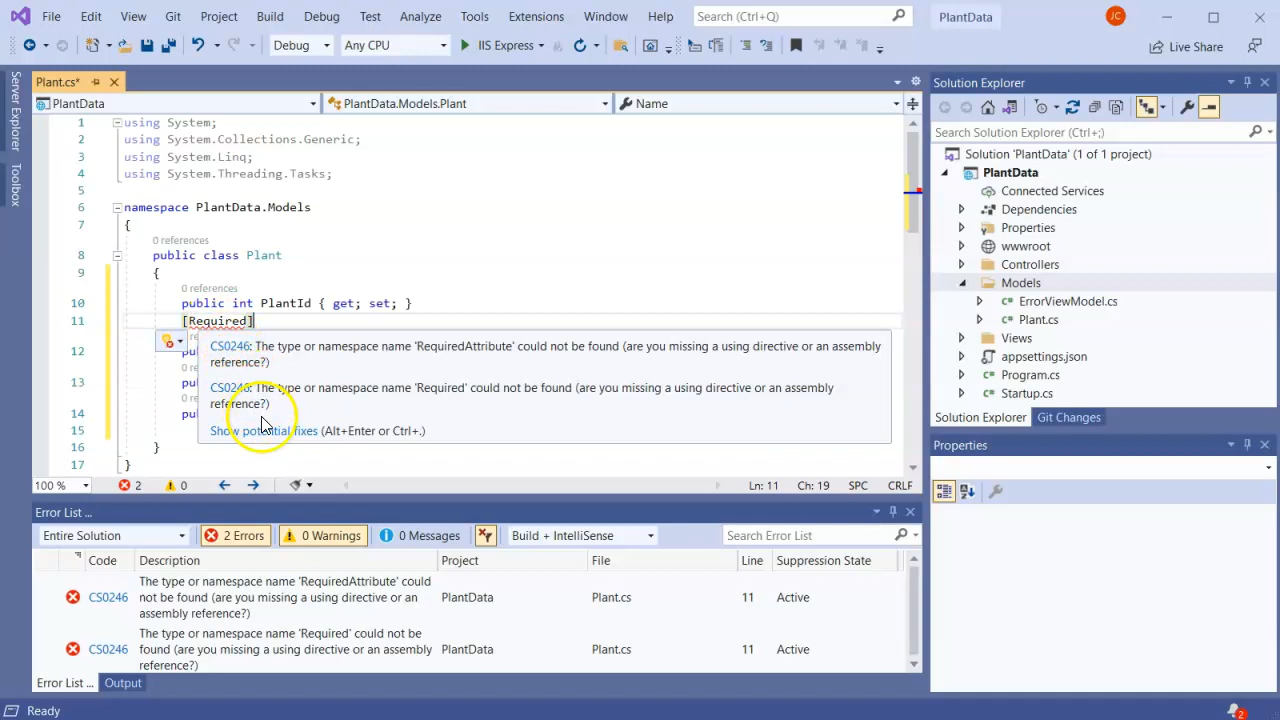 File Edit View Git Project Build Debug Test Analyze Tools Extensions Window Help Search (Ctrl+Q) PlantData JC
Debug Any CPU IIS Express Live Share
Server Explorer
Toolbox
Plant.cs*
PlantData PlantData.Models.Plant Name
1 using System;
2 using System.Collections.Generic;
3 using System.Linq;
4 using System.Threading.Tasks;
5
6 namespace PlantData.Models
7 {
0 references
8 public class Plant
9 {
0 references
10 public int PlantId { get; set; }
11 [Required]
CS0246: The type or namespace name 'RequiredAttribute' could not be found (are you missing a using directive or an assembly
reference?)
CS0246: The type or namespace name 'Required' could not be found (are you missing a using directive or an assembly
reference?)
Show potential fixes (Alt+Enter or Ctrl+.)
12
13
14
15
16 }
17 }
100 % 2 0 Ln: 11 Ch: 19 SPC CRLF
Error List ...
Entire Solution 2 Errors 0 Warnings 0 Messages Build + IntelliSense Search Error List
Code Description Project File Line Suppression State
CS0246 The type or namespace name 'RequiredAttribute' could
not be found (are you missing a using directive or an PlantData Plant.cs 11 Active
assembly reference?)
CS0246 The type or namespace name 'Required' could not be
found (are you missing a using directive or an assembly PlantData Plant.cs 11 Active
reference?)
Error List ... Output
Solution Explorer
Search Solution Explorer (Ctrl+;)
Solution 'PlantData' (1 of 1 project)
PlantData
Connected Services
Dependencies
Properties
wwwroot
Controllers
Models
ErrorViewModel.cs
Plant.cs
Views
appsettings.json
Program.cs
Startup.cs
Solution Explorer Git Changes
Properties
Ready 2